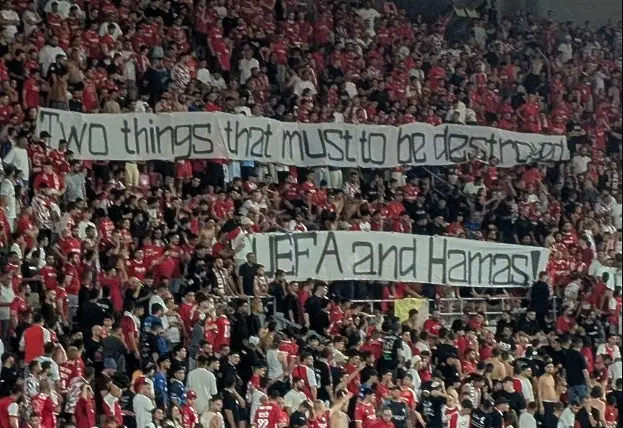 Two things that must to be destroyed!
UEFA and Hamas!